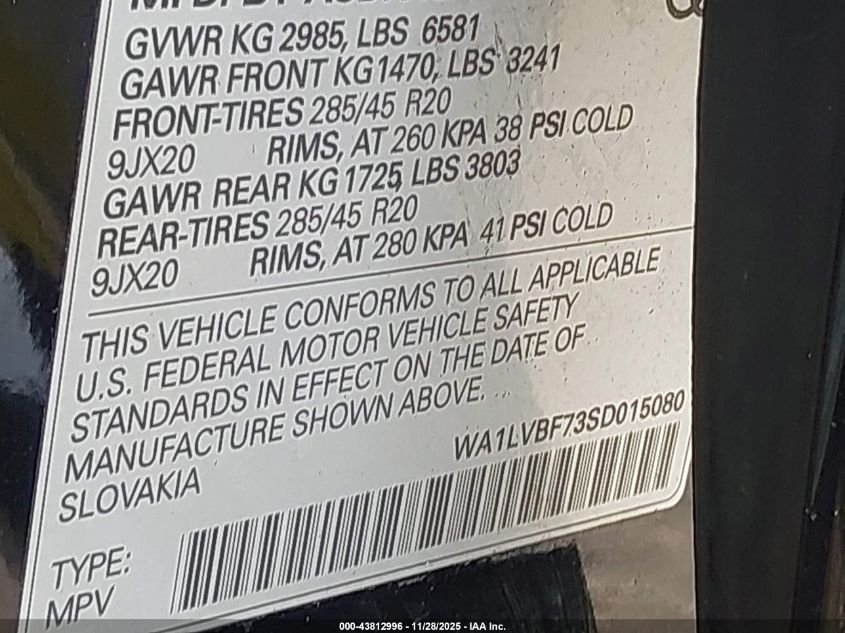 GVWR KG 2985, LBS 6581
GAWR FRONT KG1470, LBS 3241
FRONT-TIRES 285/45 R20
9JX20 RIMS, AT 260 KPA 38 PSI COLD
GAWR REAR KG 1725, LBS 3803
REAR-TIRES 285/45 R20
9JX20 RIMS, AT 280 KPA 41 PSI COLD
THIS VEHICLE CONFORMS TO ALL APPLICABLE
U.S. FEDERAL MOTOR VEHICLE SAFETY
STANDARDS IN EFFECT ON THE DATE OF
MANUFACTURE SHOWN ABOVE.
SLOVAKIA
WA1LVBF73SD015080
TYPE:
MPV
000-43812996 - 11/28/2025 - IAA Inc.